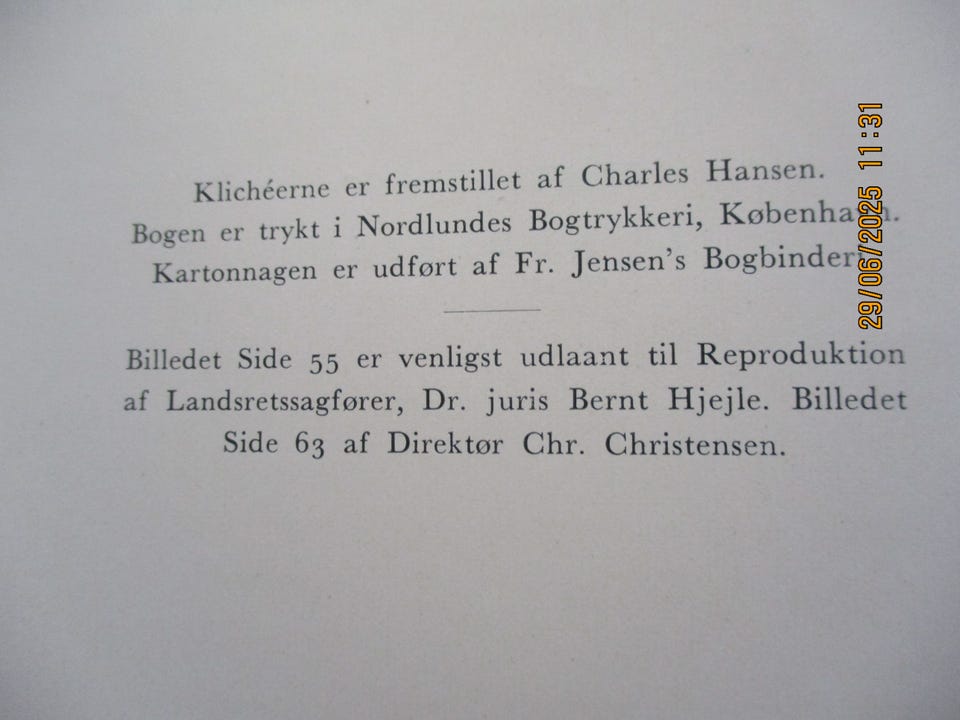 Klichéerne er fremstillet af Charles Hansen.
Bogen er trykt i Nordlundes Bogtrykkeri, København.
Kartonnagen er udført af Fr. Jensen's Bogbinderi
Billedet Side 55 er venligst udlaant til Reproduktion
af Landsretssagfører, Dr. juris Bernt Hjejle. Billedet
Side 63 af Direktør Chr. Christensen.
29/06/2025 11:31